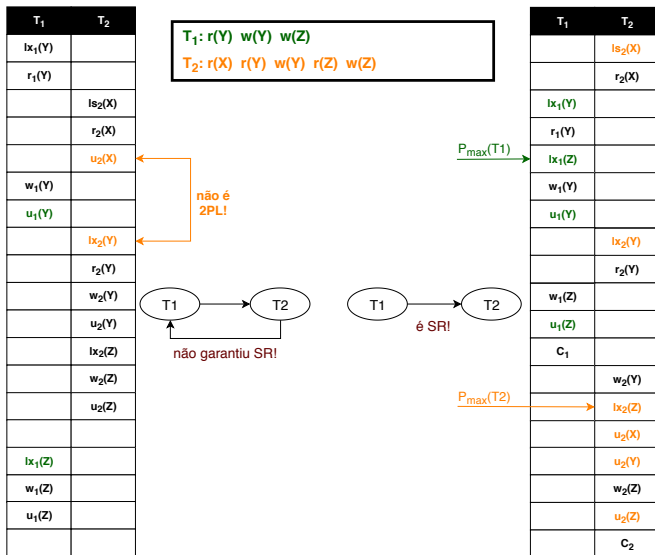 T1 T2
lx1(Y)
r1(Y)
ls2(X)
r2(X)
u2(X)
w1(Y)
u1(Y)
lx2(Y)
r2(Y)
w2(Y)
u2(Y)
lx2(Z)
w2(Z)
u2(Z)
lx1(Z)
w1(Z)
u1(Z)
não é
2PL!
T1: r(Y) w(Y) w(Z)
T2: r(X) r(Y) w(Y) r(Z) w(Z)
T1 T2
não garantiu SR!
T1 T2
é SR!
Pmax(T1)
Pmax(T2)
T1 T2
ls2(X)
r2(X)
lx1(Y)
r1(Y)
lx1(Z)
w1(Y)
u1(Y)
lx2(Y)
r2(Y)
w1(Z)
u1(Z)
C1
w2(Y)
lx2(Z)
u2(X)
u2(Y)
w2(Z)
u2(Z)
C2